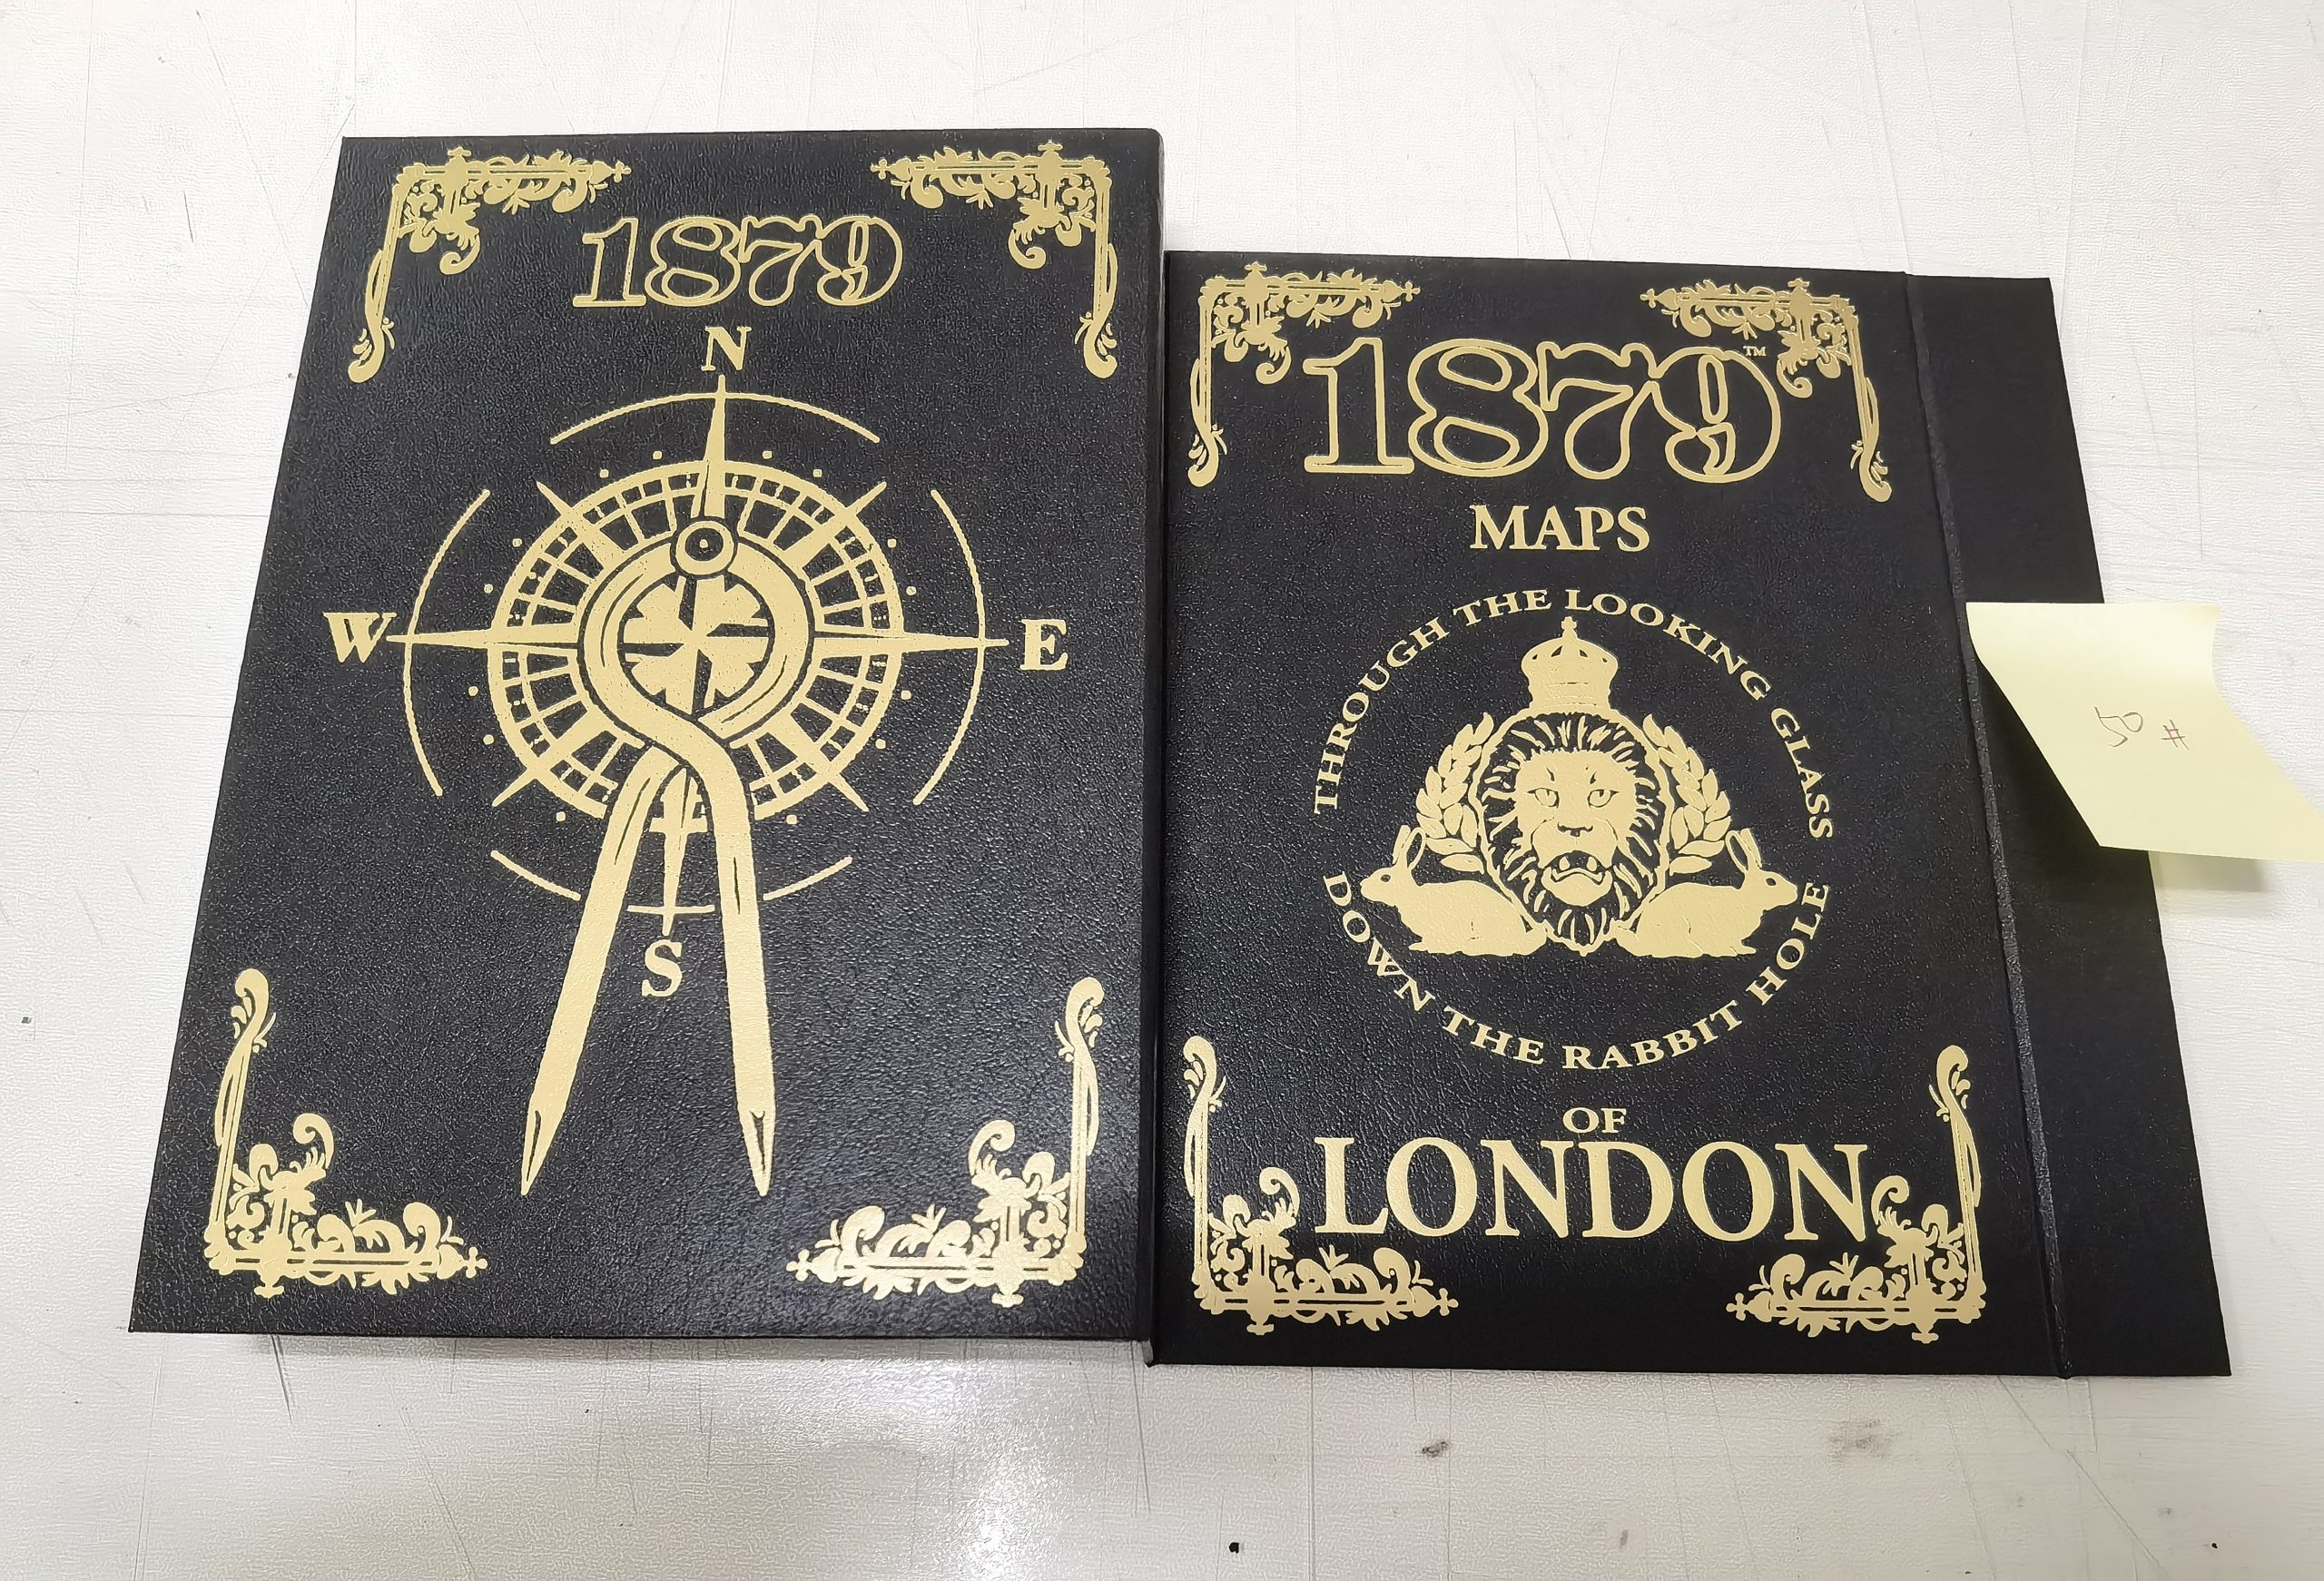 1879
N
W
E
S
1879™
MAPS
THROUGH THE LOOKING GLASS
DOWN THE RABBIT HOLE
OF
LONDON
50 #